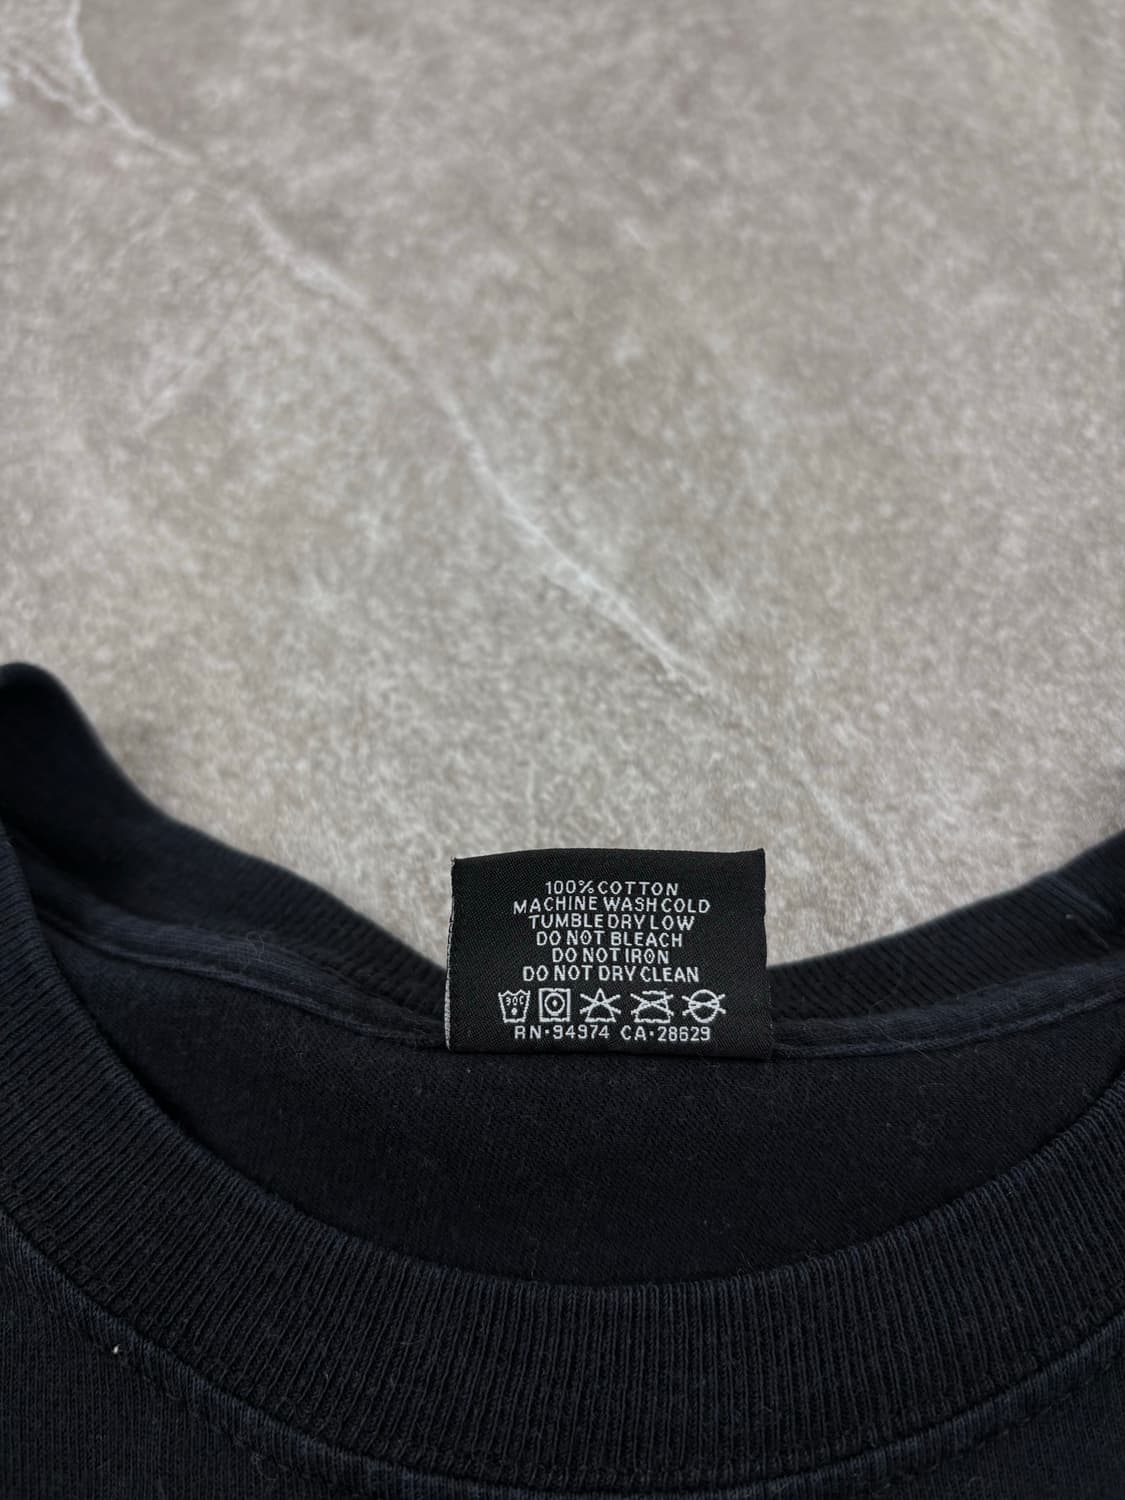 100% COTTON
MACHINE WASH COLD
TUMBLE DRY LOW
DO NOT BLEACH
DO NOT IRON
DO NOT DRY CLEAN
30C
RN·94974 CA·28629